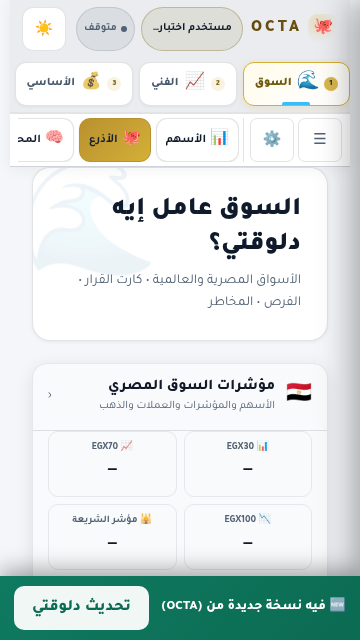 OCTA
مستخدم اختبار...
متوقف
1 السوق
2 الفني
3 الأساسي
الأسهم
الأذرع
المح
السوق عامل إيه
دلوقتي؟
الأسواق المصرية والعالمية • كارت القرار •
الفرص • المخاطر
مؤشرات السوق المصري
الأسهم والمؤشرات والعملات والذهب
EGX30
—
EGX70
—
EGX100
—
مؤشر الشريعة
—
فيه نسخة جديدة من (OCTA)
تحديث دلوقتي